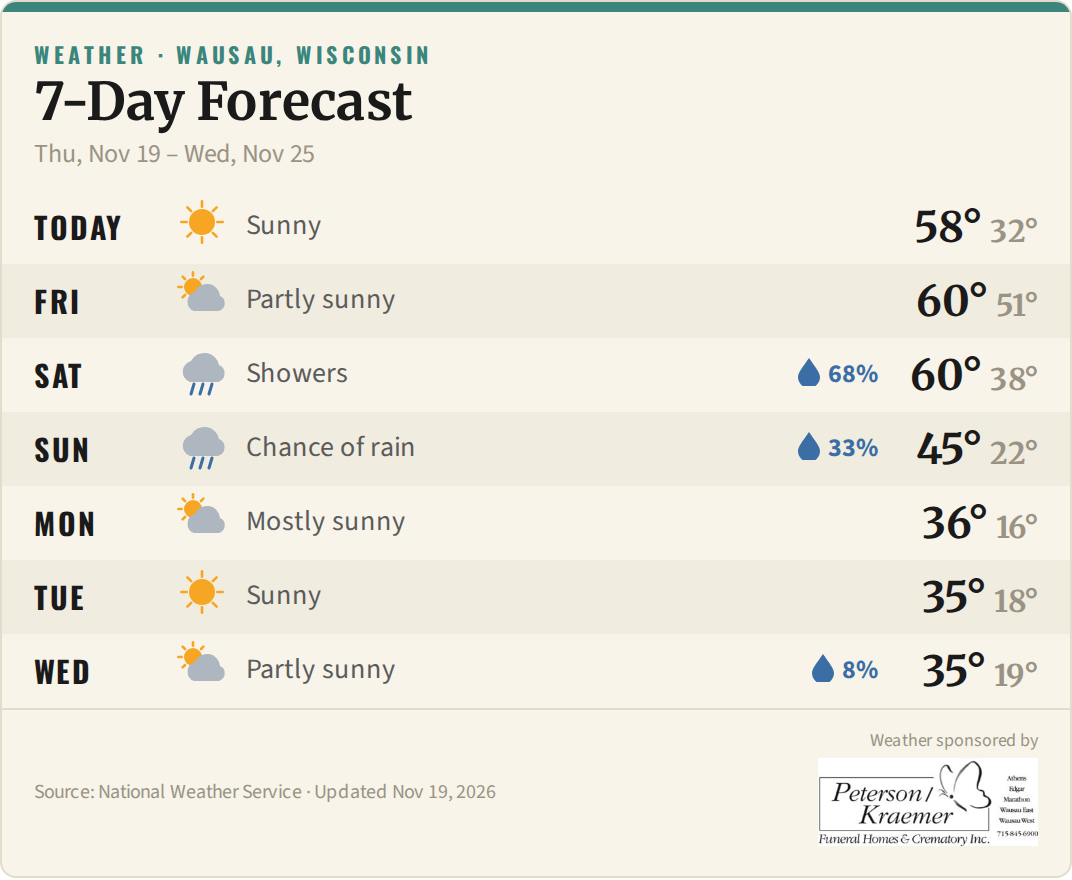 WEATHER · WAUSAU, WISCONSIN
7-Day Forecast
Thu, Nov 19 – Wed, Nov 25
TODAY Sunny 58° 32°
FRI Partly sunny 60° 51°
SAT Showers 68% 60° 38°
SUN Chance of rain 33% 45° 22°
MON Mostly sunny 36° 16°
TUE Sunny 35° 18°
WED Partly sunny 8% 35° 19°
Weather sponsored by
Source: National Weather Service · Updated Nov 19, 2026
Peterson/
Kraemer
Funeral Homes & Crematory Inc.
Athens
Edgar
Marathon
Wausau East
Wausau West
715-845-6900